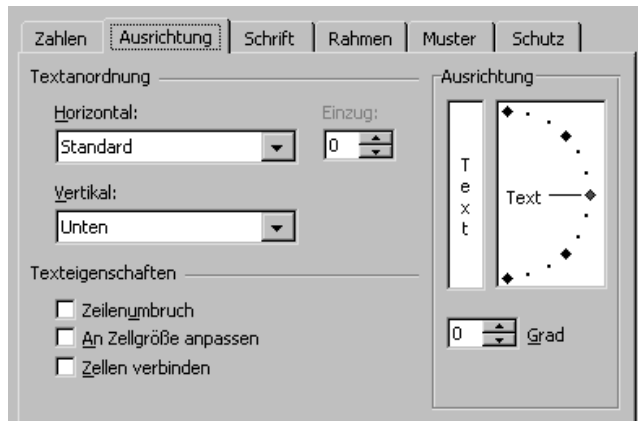 Zahlen Ausrichtung Schrift Rahmen Muster Schutz
Textanordnung
Horizontal:
Einzug:
Standard
0
Vertikal:
Unten
Texteigenschaften
Zeilenumbruch
An Zellgröße anpassen
Zellen verbinden
Ausrichtung
T
e
x
t
Text
0 Grad